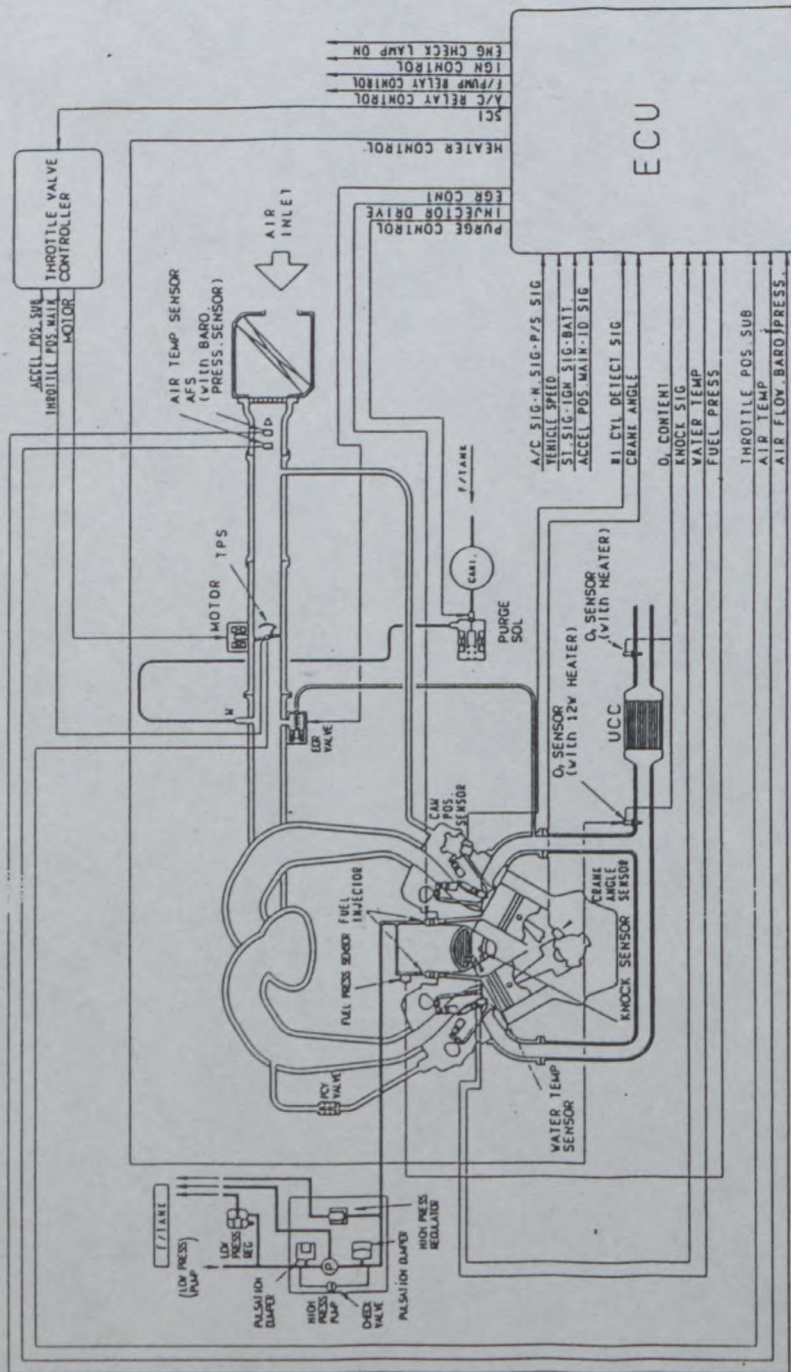 ENG CHECK LAMP ON
IGN CONTROL
F/PUMP RELAY CONTROL
A/C RELAY CONTROL
SCI
HEATER CONTROL
EGR CONT
INJECTOR DRIVE
PURGE CONTROL
ECU
A/C SIG·N.SIG·P/S SIG
VEHICLE SPEED
ST.SIG·IGN SIG·BATT.
ACCEL POS.MAIN·ID SIG
#1 CYL DETECT SIG
CRANK ANGLE
O₂ CONTENT
KNOCK SIG
WATER TEMP
FUEL PRESS
THROTTLE POS.SUB
AIR TEMP
AIR FLOW.BARO)PRESS.
THROTTLE VALVE
CONTROLLER
ACCEL POS.SUB
THROTTLE POS.MAIN
MOTOR
AIR TEMP SENSOR
AFS
(with BARO.
PRESS.SENSOR)
AIR
INLET
MOTOR
TPS
F/TANK
CANI.
PURGE
SOL
EGR
VALVE
O₂ SENSOR
(with HEATER)
O₂ SENSOR
(with 12W HEATER)
UCC
CAM
POS.
SENSOR
FUEL
INJECTOR
FUEL PRESS SENSOR
CRANK
ANGLE
SENSOR
KNOCK SENSOR
WATER TEMP
SENSOR
PCV
VALVE
F/TANK
(LOW PRESS)
PUMP
LOW
PRESS
REG
PULSATION
DUMPER
HIGH
PRESS
PUMP
P
CHECK
VALVE
PULSATION DUMPER
HIGH PRESS
REGULATOR